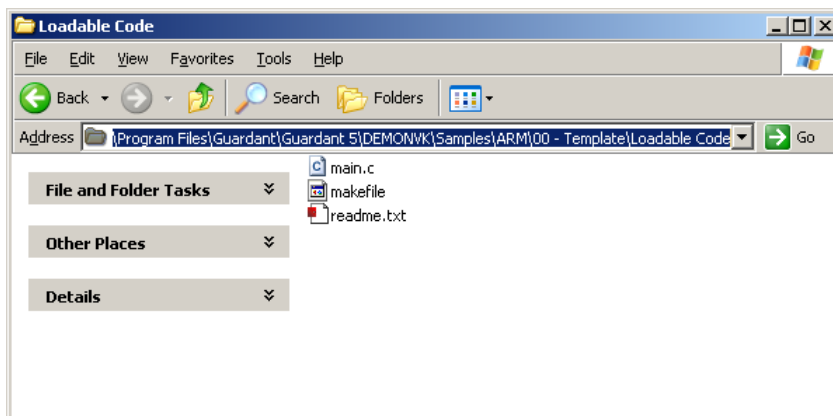 Loadable Code
File Edit View Favorites Tools Help
Back Search Folders
Address \Program Files\Guardant\Guardant 5\DEMONVK\Samples\ARM\00 - Template\Loadable Code Go
File and Folder Tasks
Other Places
Details
main.c
makefile
readme.txt